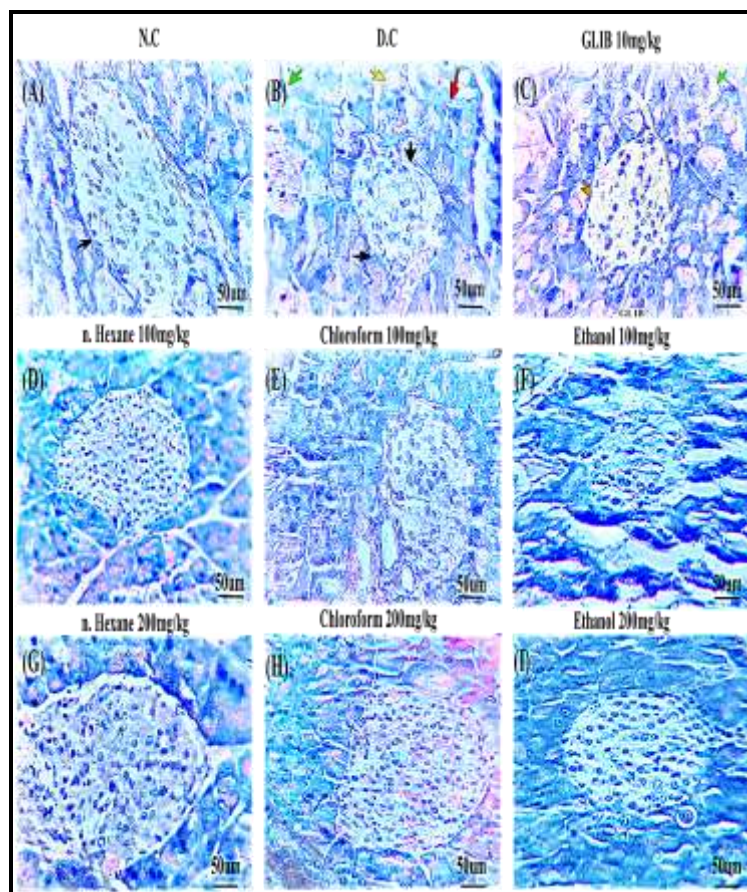 N.C D.C GLIB 10mg/kg
(A) (B) (C)
50um 50um 50um
n. Hexane 100mg/kg Chloroform 100mg/kg Ethanol 100mg/kg
(D) (E) (F)
50um 50um 50um
n. Hexane 200mg/kg Chloroform 200mg/kg Ethanol 200mg/kg
(G) (H) (I)
50um 50um 50um